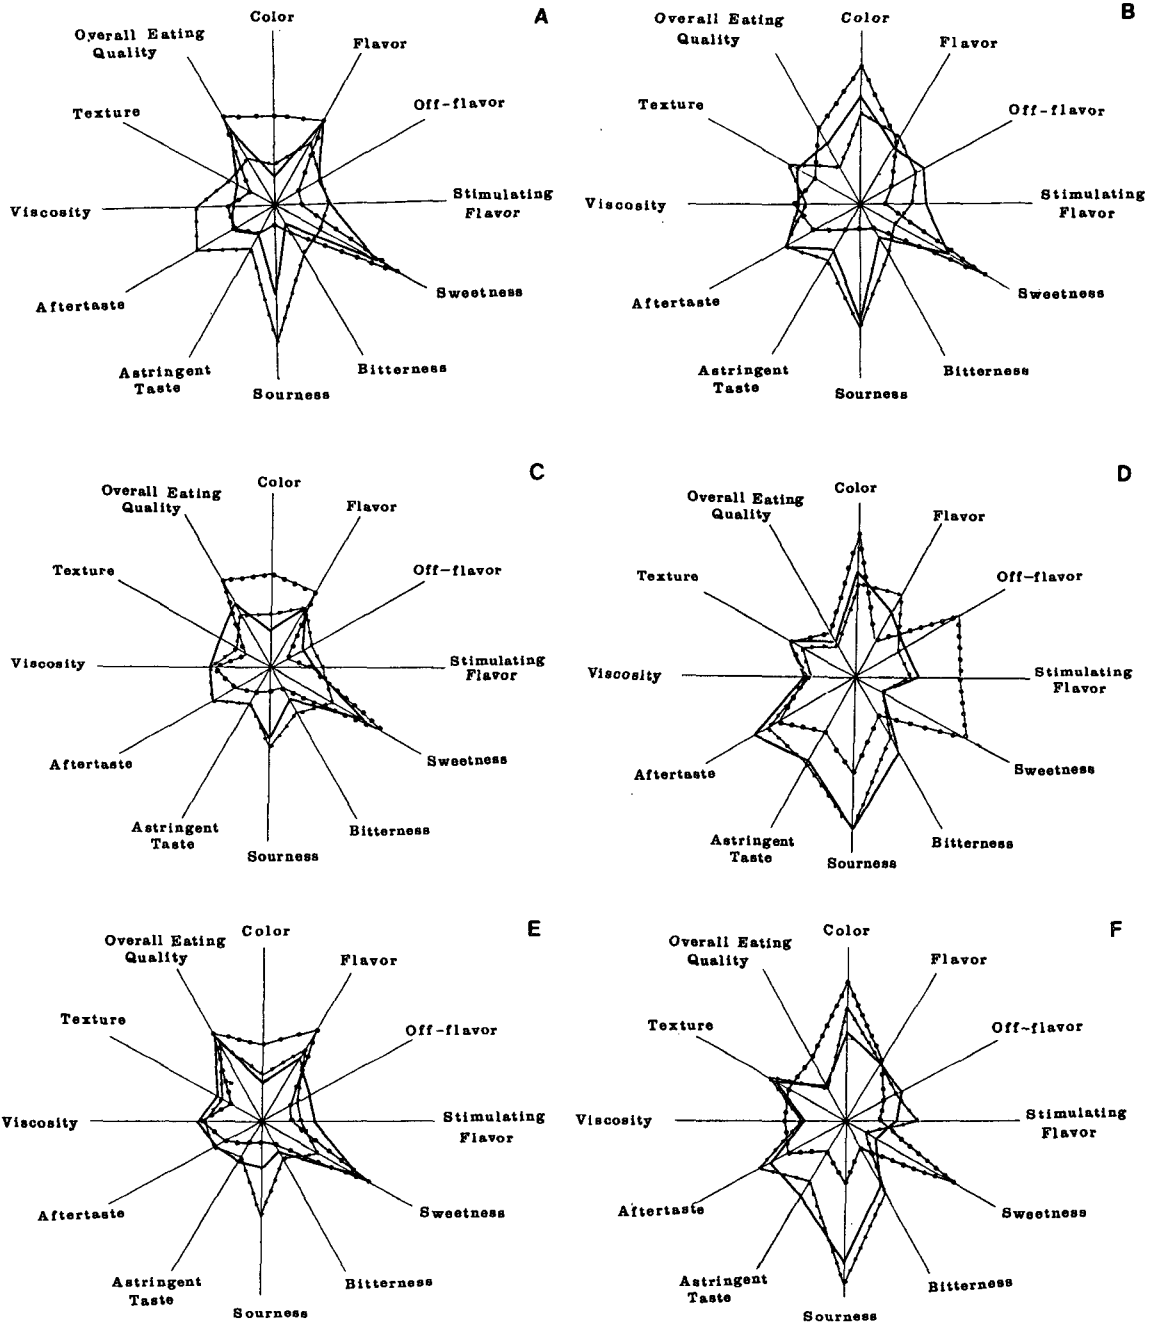 A
Color
Overall Eating
Quality
Flavor
Texture
Off-flavor
Viscosity
Stimulating
Flavor
Aftertaste
Sweetness
Astringent
Taste
Bitterness
Sourness
B
Color
Overall Eating
Quality
Flavor
Texture
Off-flavor
Viscosity
Stimulating
Flavor
Aftertaste
Sweetness
Astringent
Taste
Bitterness
Sourness
C
Color
Overall Eating
Quality
Flavor
Texture
Off-flavor
Viscosity
Stimulating
Flavor
Aftertaste
Sweetness
Astringent
Taste
Bitterness
Sourness
D
Color
Overall Eating
Quality
Flavor
Texture
Off-flavor
Viscosity
Stimulating
Flavor
Aftertaste
Sweetness
Astringent
Taste
Bitterness
Sourness
E
Color
Overall Eating
Quality
Flavor
Texture
Off-flavor
Viscosity
Stimulating
Flavor
Aftertaste
Sweetness
Astringent
Taste
Bitterness
Sourness
F
Color
Overall Eating
Quality
Flavor
Texture
Off~flavor
Viscosity
Stimulating
Flavor
Aftertaste
Sweetness
Astringent
Taste
Bitterness
Sourness